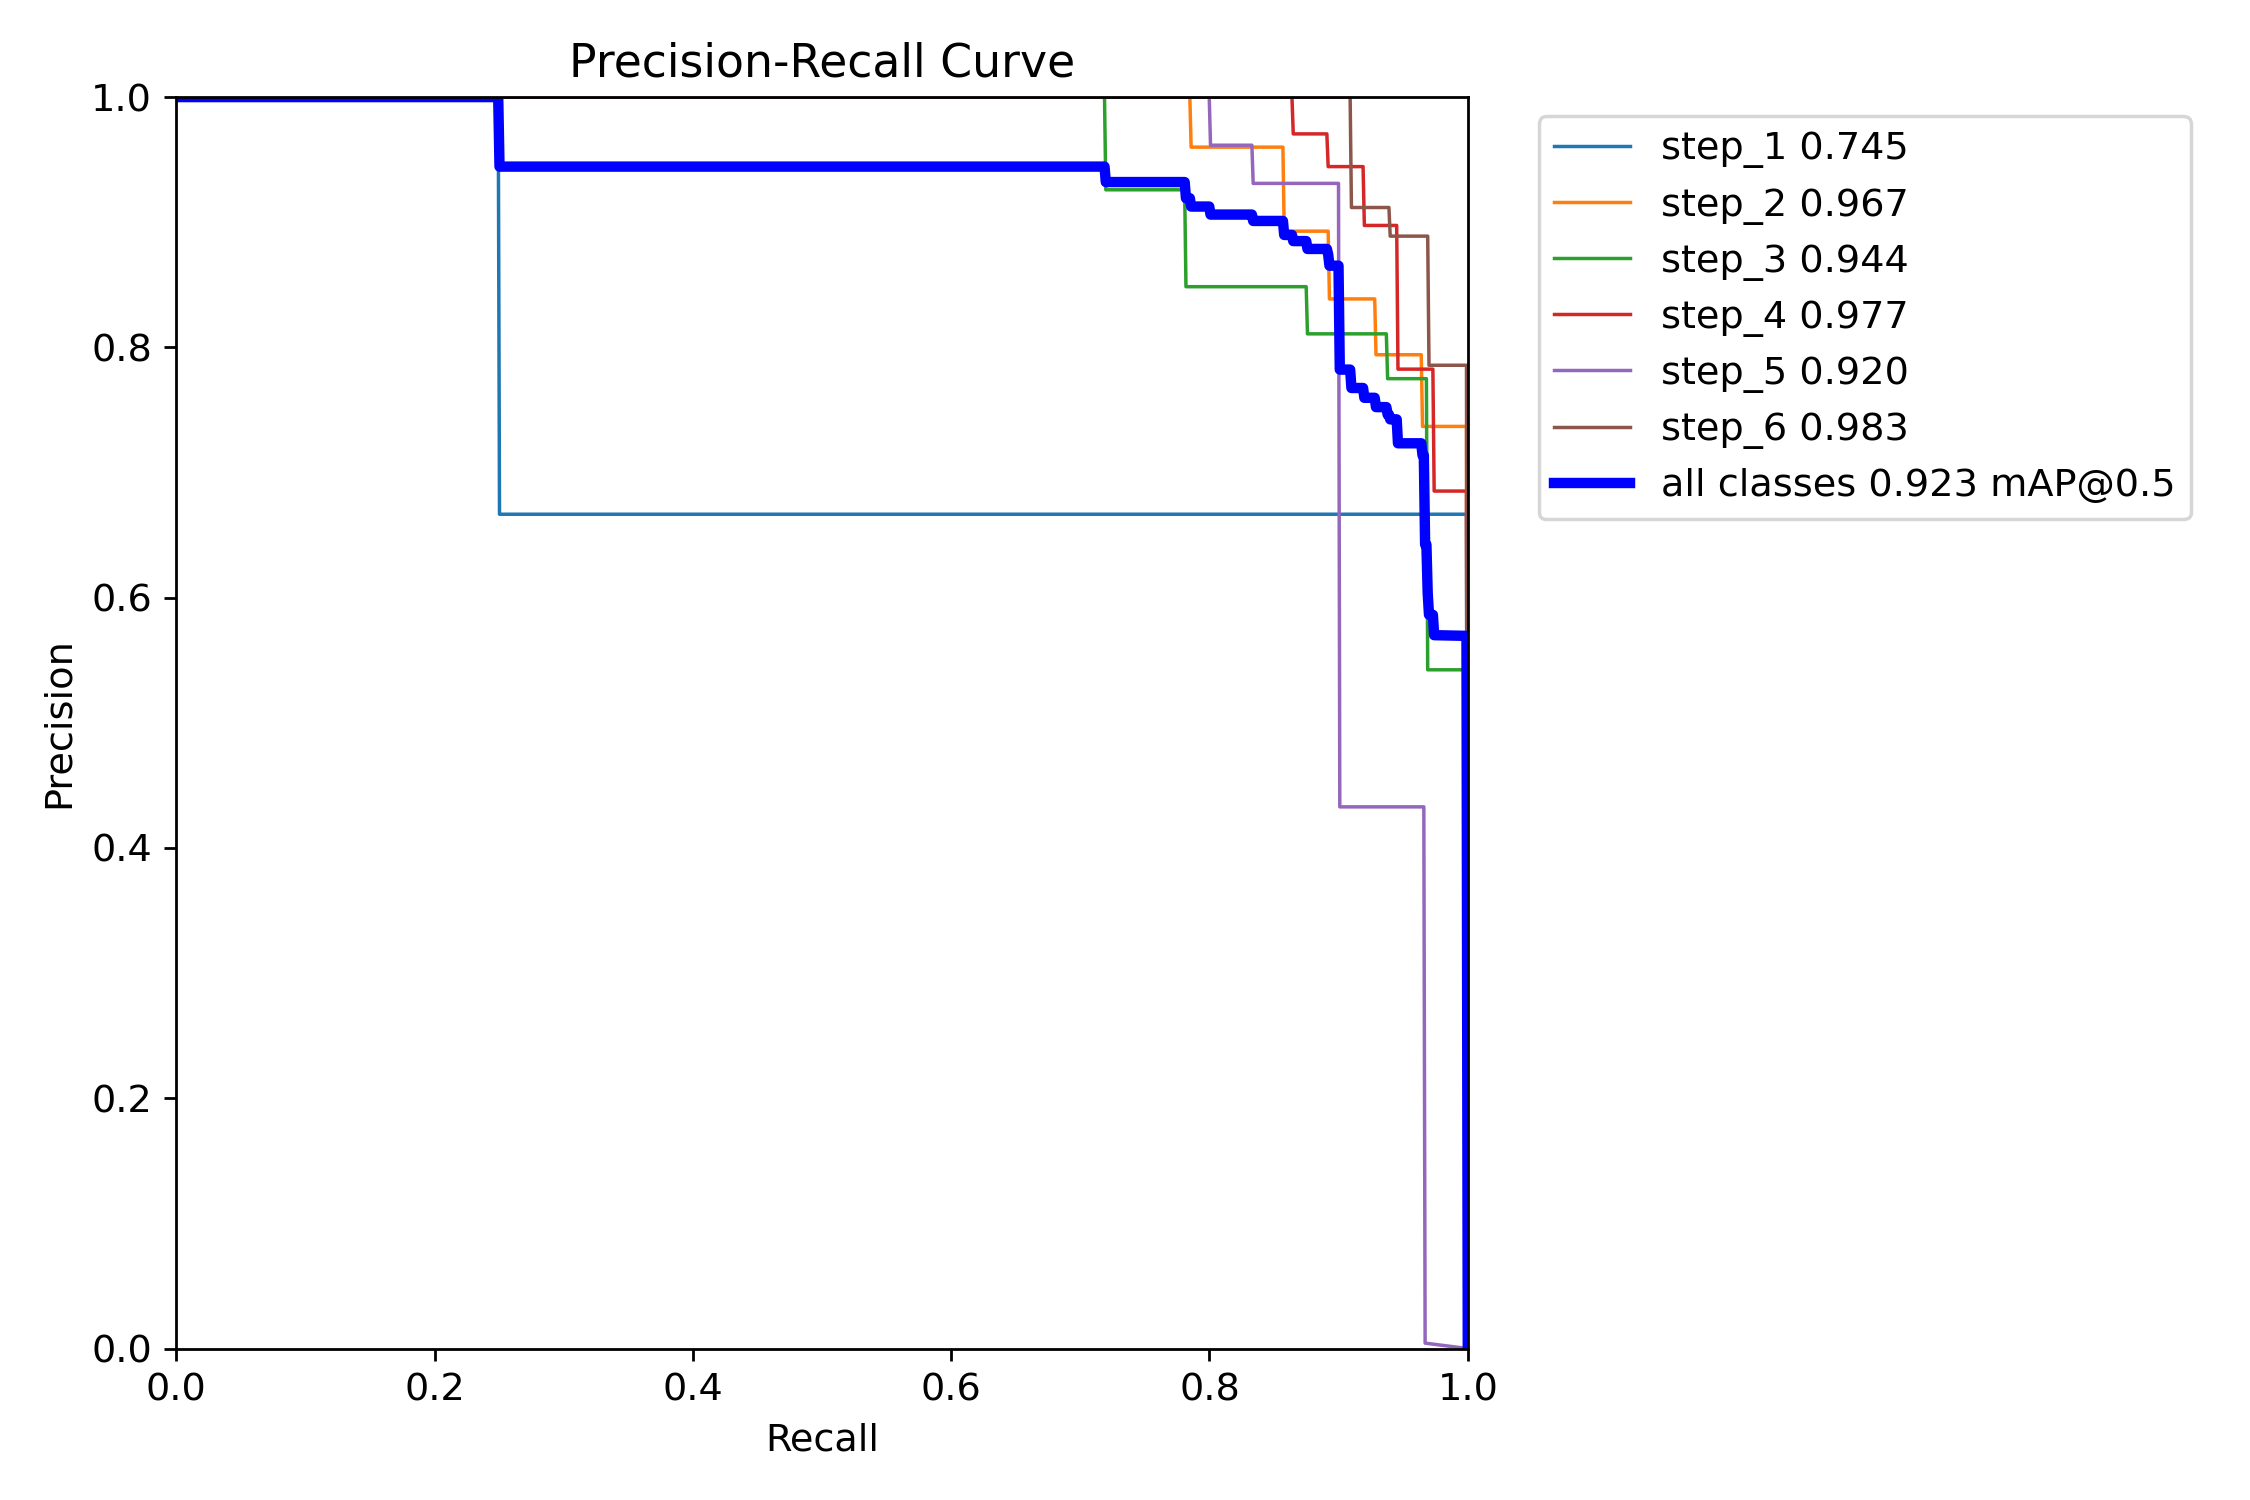 Precision-Recall Curve
1.0
0.8
0.6
0.4
0.2
0.0
Precision
0.0 0.2 0.4 0.6 0.8 1.0
Recall
step_1 0.745
step_2 0.967
step_3 0.944
step_4 0.977
step_5 0.920
step_6 0.983
all classes 0.923 mAP@0.5